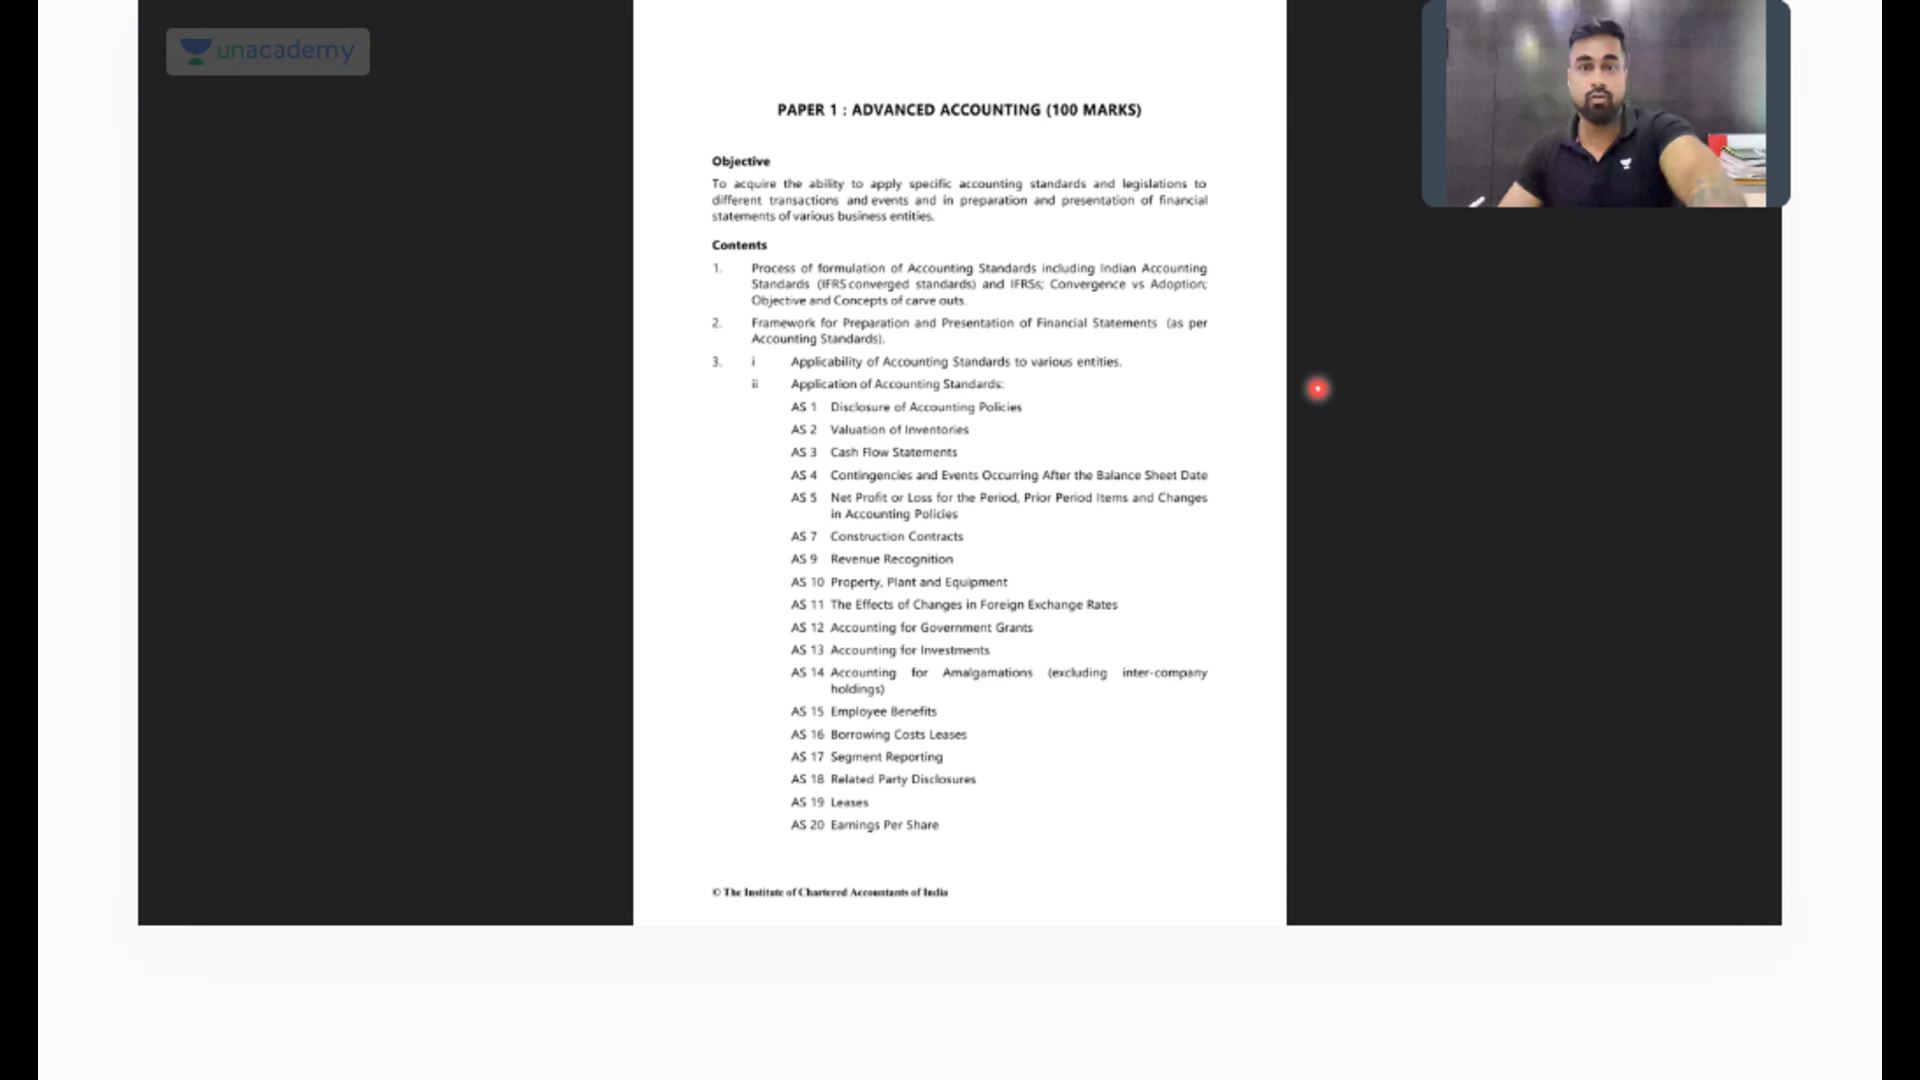 unacademy
PAPER 1 : ADVANCED ACCOUNTING (100 MARKS)
Objective
To acquire the ability to apply specific accounting standards and legislations to
different transactions and events and in preparation and presentation of financial
statements of various business entities.
Contents
1. Process of formulation of Accounting Standards including Indian Accounting
Standards (IFRS converged standards) and IFRSs; Convergence vs Adoption;
Objective and Concepts of carve outs.
2. Framework for Preparation and Presentation of Financial Statements (as per
Accounting Standards).
3. i Applicability of Accounting Standards to various entities.
ii Application of Accounting Standards:
AS 1 Disclosure of Accounting Policies
AS 2 Valuation of Inventories
AS 3 Cash Flow Statements
AS 4 Contingencies and Events Occurring After the Balance Sheet Date
AS 5 Net Profit or Loss for the Period, Prior Period Items and Changes
in Accounting Policies
AS 7 Construction Contracts
AS 9 Revenue Recognition
AS 10 Property, Plant and Equipment
AS 11 The Effects of Changes in Foreign Exchange Rates
AS 12 Accounting for Government Grants
AS 13 Accounting for Investments
AS 14 Accounting for Amalgamations (excluding inter-company
holdings)
AS 15 Employee Benefits
AS 16 Borrowing Costs Leases
AS 17 Segment Reporting
AS 18 Related Party Disclosures
AS 19 Leases
AS 20 Earnings Per Share
© The Institute of Chartered Accountants of India